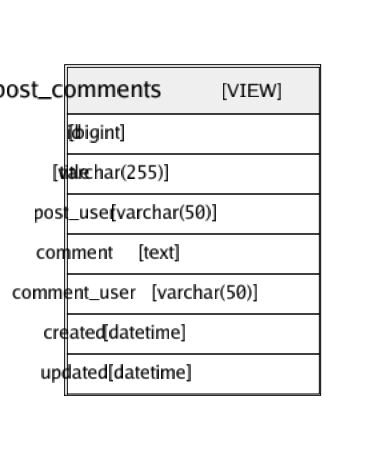 post_comments [VIEW]
id [bigint]
title [varchar(255)]
post_user [varchar(50)]
comment [text]
comment_user [varchar(50)]
created [datetime]
updated [datetime]